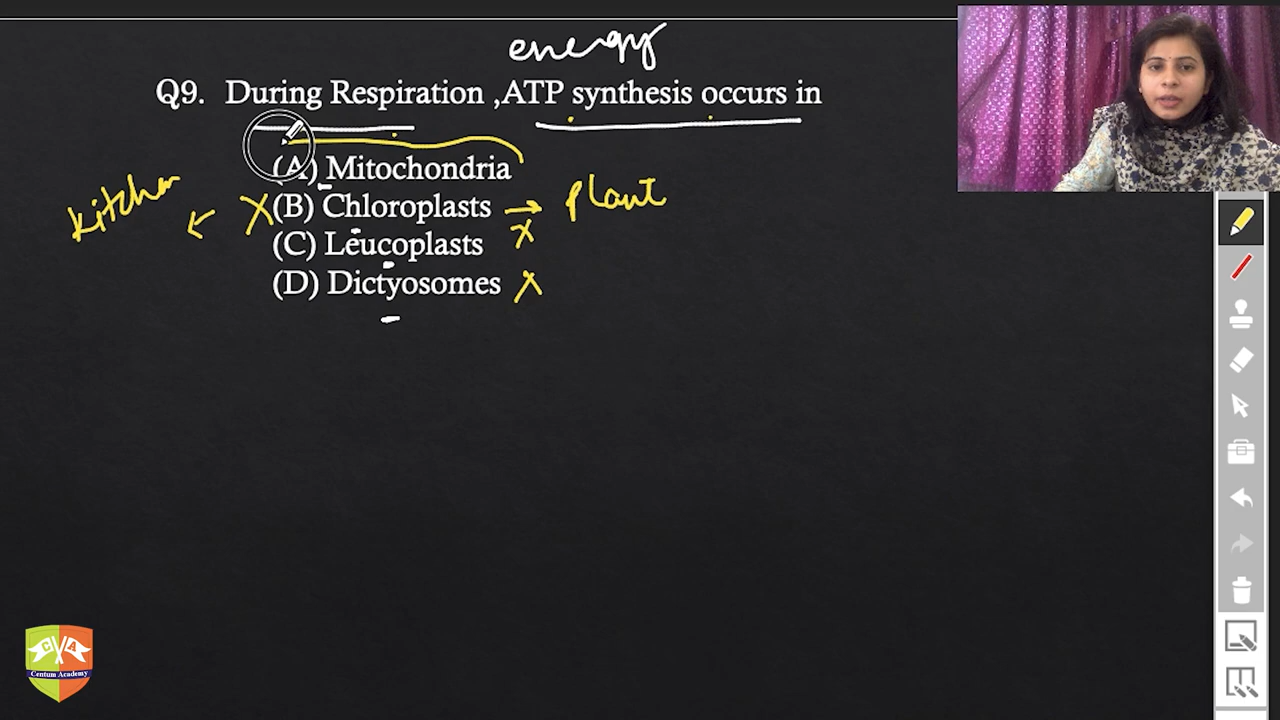 energy
Q9. During Respiration ,ATP synthesis occurs in
(A) Mitochondria
kitchen X (B) Chloroplasts → Plant
(C) Leucoplasts X
(D) Dictyosomes X
C A
Centum Academy